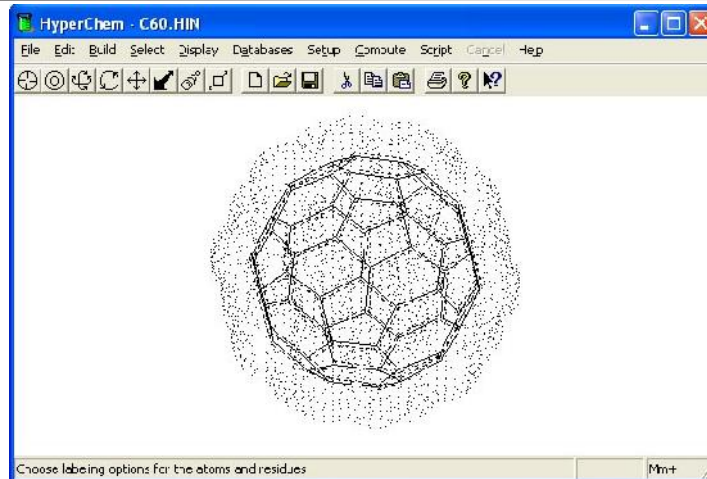 HyperChem - C60.HIN
File Edit Build Select Display Databases Setup Compute Script Cancel Help
Choose labeling options for the atoms and residues Mm+